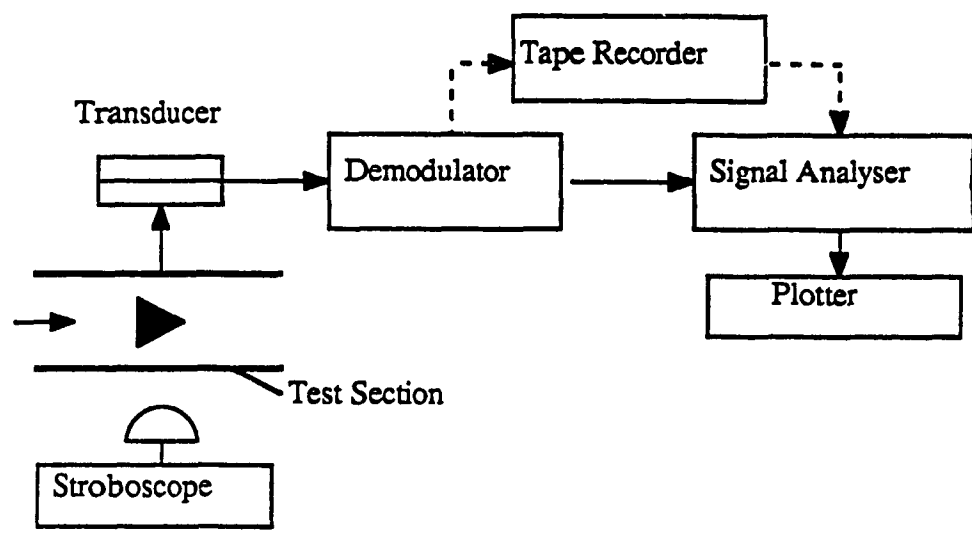 Tape Recorder
Transducer
Demodulator
Signal Analyser
Plotter
Test Section
Stroboscope